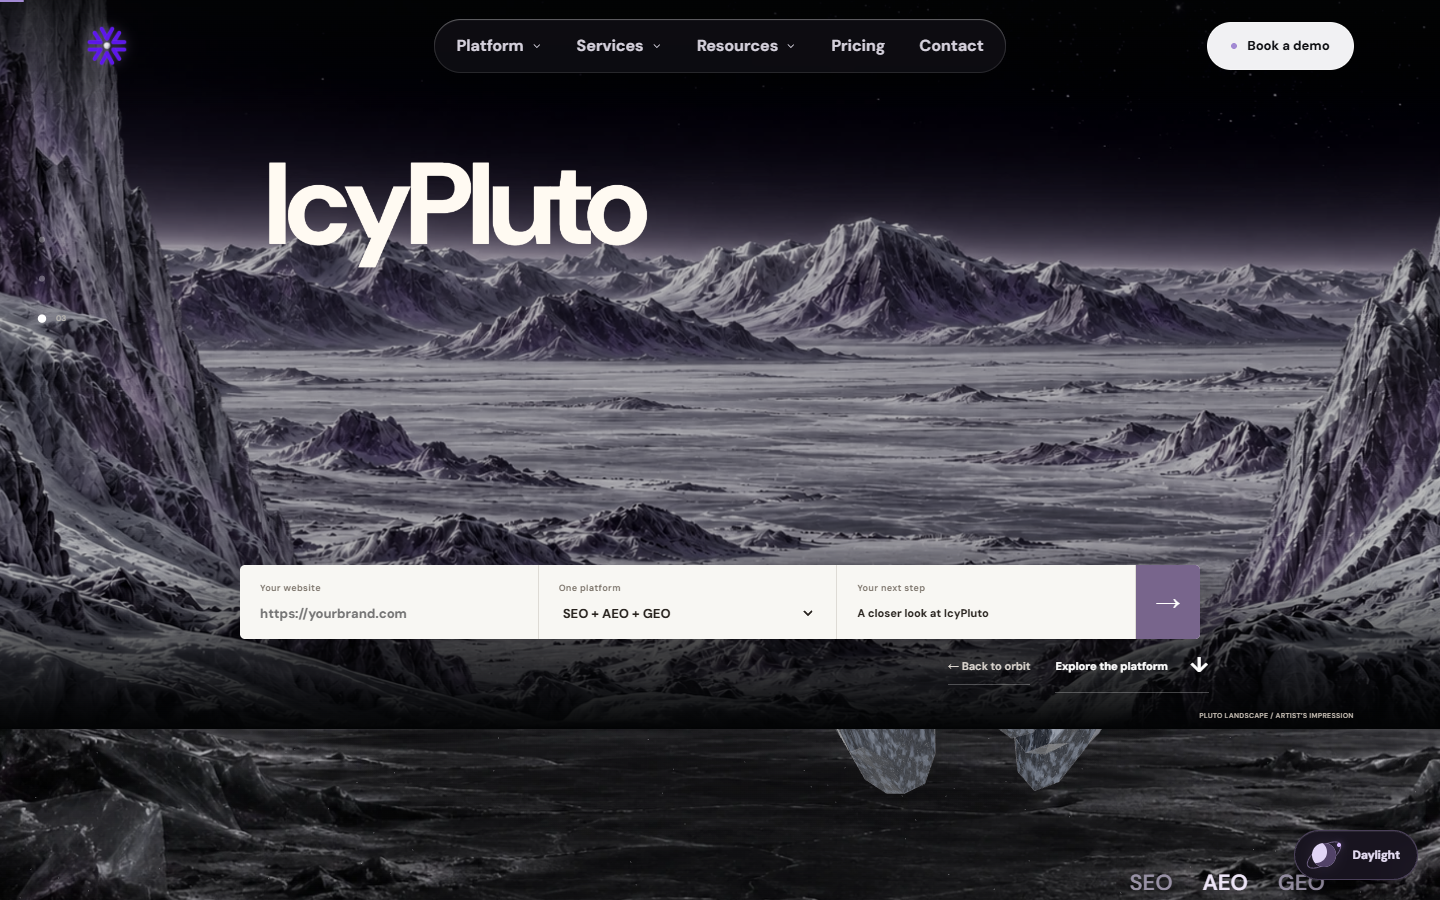 Platform Services Resources Pricing Contact
Book a demo
IcyPluto
03
Your website
https://yourbrand.com
One platform
SEO + AEO + GEO
Your next step
A closer look at IcyPluto
← Back to orbit
Explore the platform ↓
PLUTO LANDSCAPE / ARTIST'S IMPRESSION
Daylight
SEO AEO GEO